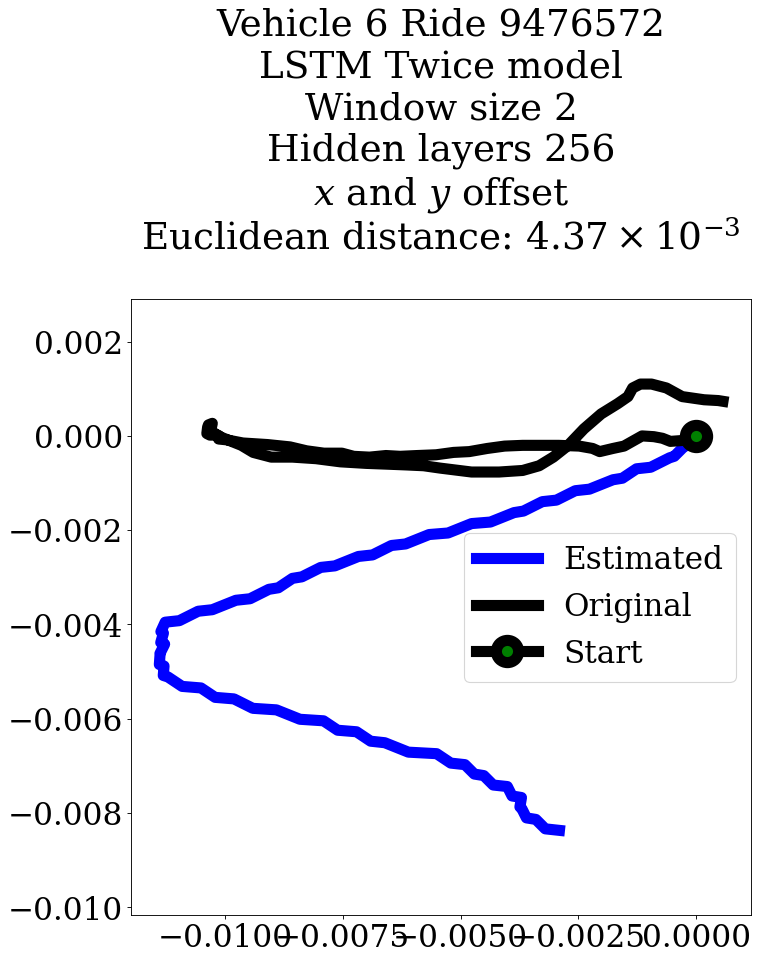 Vehicle 6 Ride 9476572
LSTM Twice model
Window size 2
Hidden layers 256
x and y offset
Euclidean distance: 4.37 × 10⁻³
0.002
0.000
−0.002
−0.004
−0.006
−0.008
−0.010
Estimated
Original
Start
−0.0100 −0.0075 −0.0050 −0.0025 0.0000